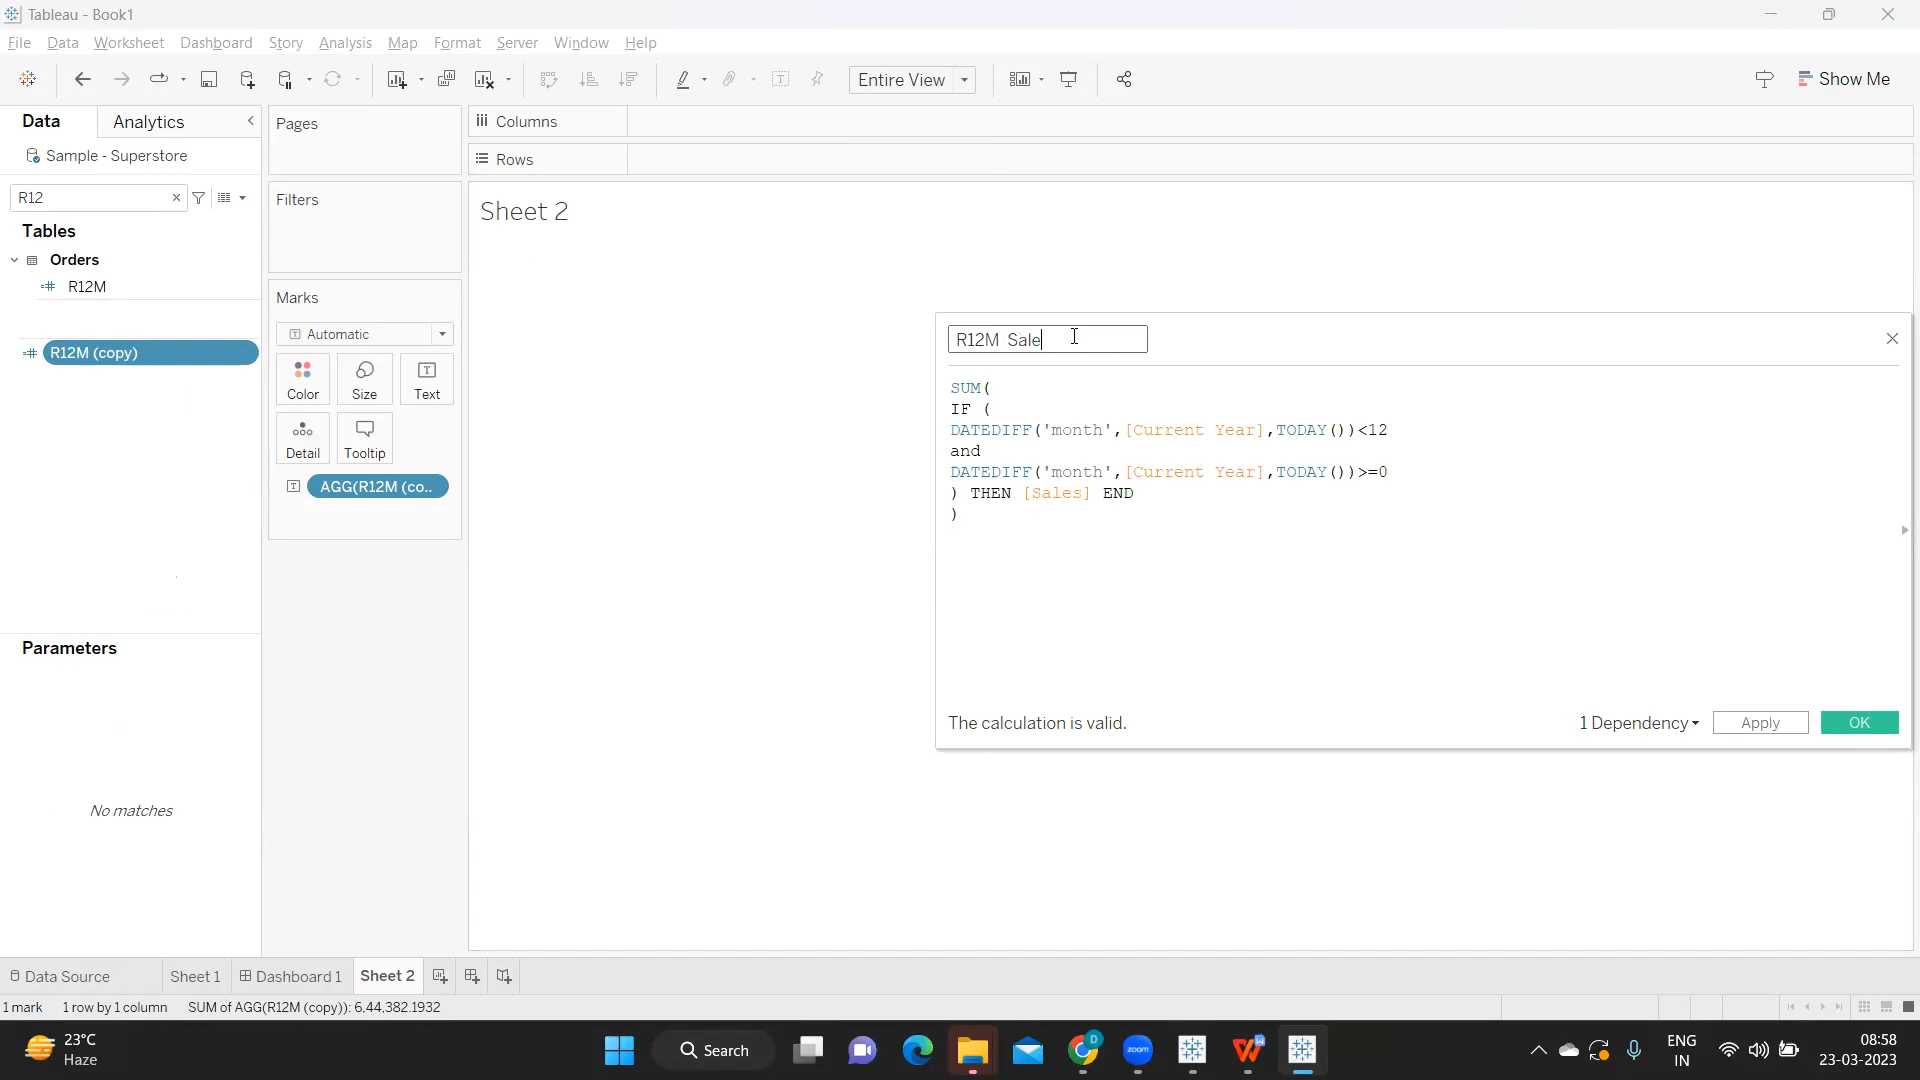 Tableau - Book1
File Data Worksheet Dashboard Story Analysis Map Format Server Window Help
Entire View
Show Me
Data Analytics
Pages
Columns
Sample - Superstore
Rows
R12
Filters
Tables
Sheet 2
Orders
R12M
Marks
Automatic
R12M Sale
R12M (copy)
Color Size Text
SUM(
IF (
DATEDIFF('month',[Current Year],TODAY())<12
and
Detail Tooltip
DATEDIFF('month',[Current Year],TODAY())>=0
AGG(R12M (co..
) THEN [Sales] END
)
Parameters
The calculation is valid.
1 Dependency
Apply
OK
No matches
Data Source Sheet 1 Dashboard 1 Sheet 2
1 mark 1 row by 1 column SUM of AGG(R12M (copy)): 6,44,382.1932
23°C
Haze
Search
D
zoom
ENG
IN
08:58
23-03-2023